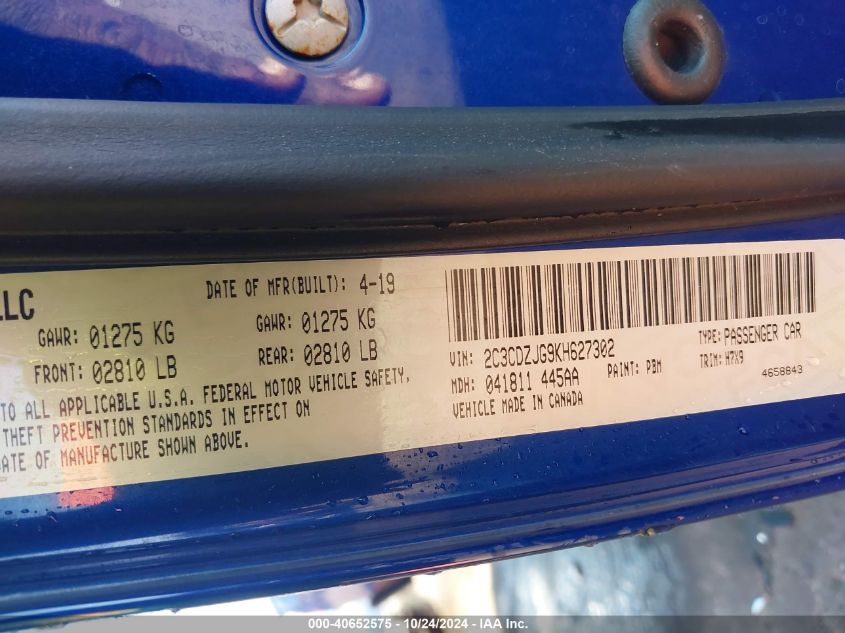 LLC
DATE OF MFR(BUILT): 4-19
GAWR: 01275 KG
GAWR: 01275 KG
FRONT: 02810 LB
REAR: 02810 LB
TO ALL APPLICABLE U.S.A. FEDERAL MOTOR VEHICLE SAFETY,
THEFT PREVENTION STANDARDS IN EFFECT ON
DATE OF MANUFACTURE SHOWN ABOVE.
VIN: 2C3CDZJG9KH627302
TYPE: PASSENGER CAR
MDH: 041811 445AA
PAINT: PBM
TRIM: H7X9
VEHICLE MADE IN CANADA
4658843
000-40652575 - 10/24/2024 - IAA Inc.